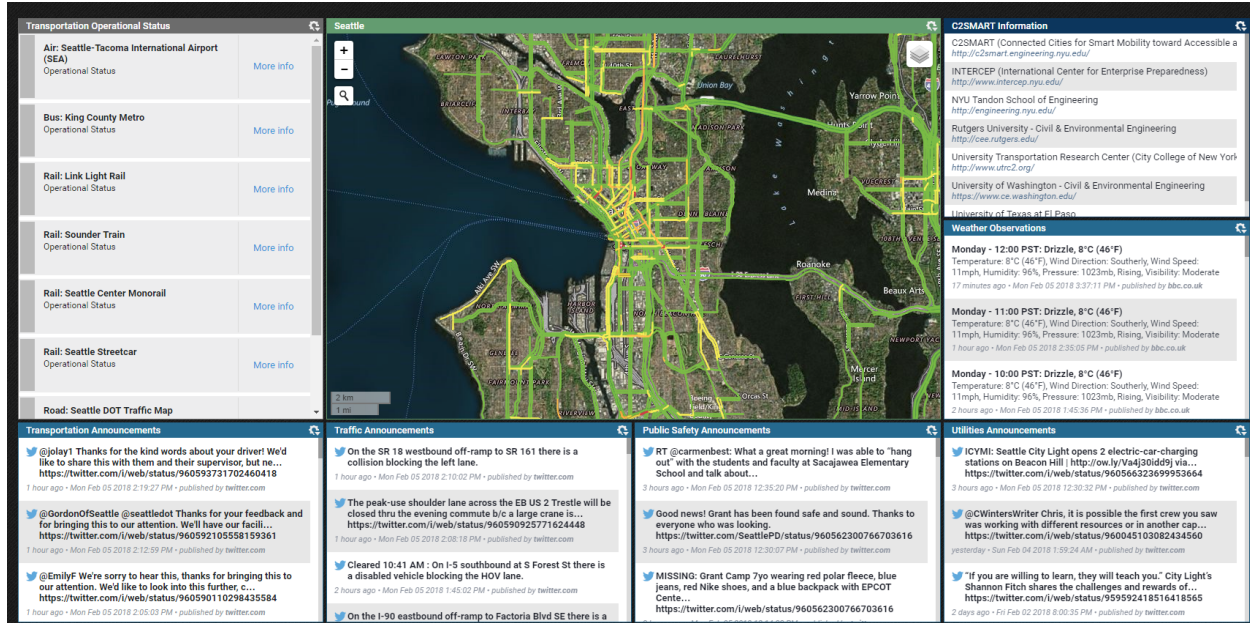 Transportation Operational Status
Air: Seattle-Tacoma International Airport
(SEA)
Operational Status
More info
Bus: King County Metro
Operational Status
More info
Rail: Link Light Rail
Operational Status
More info
Rail: Sounder Train
Operational Status
More info
Rail: Seattle Center Monorail
Operational Status
More info
Rail: Seattle Streetcar
Operational Status
More info
Road: Seattle DOT Traffic Map
Seattle
+
−
LAWTON PARK
LAURELHURST
Union Bay
Yarrow Point
Hunts Point
MADISON PARK
Medina
DENNY BLAINE
Roanoke
Beaux Arts
FIRST HILL
Alki Ave SW
Beach Dr SW
HARBOR
ISLAND
FAIRMOUNT PARK
RIVERVIEW
Mercer
Island
Orcas St
2 km
1 mi
C2SMART Information
C2SMART (Connected Cities for Smart Mobility toward Accessible a
http://c2smart.engineering.nyu.edu/
INTERCEP (International Center for Enterprise Preparedness)
http://www.intercep.nyu.edu/
NYU Tandon School of Engineering
http://engineering.nyu.edu/
Rutgers University - Civil & Environmental Engineering
http://cee.rutgers.edu/
University Transportation Research Center (City College of New York
http://www.utrc2.org/
University of Washington - Civil & Environmental Engineering
https://www.ce.washington.edu/
University of Texas at El Paso
Weather Observations
Monday - 12:00 PST: Drizzle, 8°C (46°F)
Temperature: 8°C (46°F), Wind Direction: Southerly, Wind Speed:
11mph, Humidity: 96%, Pressure: 1023mb, Rising, Visibility: Moderate
17 minutes ago • Mon Feb 05 2018 3:37:11 PM • published by bbc.co.uk
Monday - 11:00 PST: Drizzle, 8°C (46°F)
Temperature: 8°C (46°F), Wind Direction: Southerly, Wind Speed:
11mph, Humidity: 96%, Pressure: 1023mb, Rising, Visibility: Moderate
1 hour ago • Mon Feb 05 2018 2:35:05 PM • published by bbc.co.uk
Monday - 10:00 PST: Drizzle, 8°C (46°F)
Temperature: 8°C (46°F), Wind Direction: Southerly, Wind Speed:
11mph, Humidity: 96%, Pressure: 1023mb, Rising, Visibility: Moderate
2 hours ago • Mon Feb 05 2018 1:45:36 PM • published by bbc.co.uk
Transportation Announcements
@jolay1 Thanks for the kind words about your driver! We'd
like to share this with them and their supervisor, but ne...
https://twitter.com/i/web/status/960593731702460418
1 hour ago • Mon Feb 05 2018 2:19:27 PM • published by twitter.com
@GordonOfSeattle @seattledot Thanks for your feedback and
for bringing this to our attention. We'll have our facili...
https://twitter.com/i/web/status/960592105558159361
1 hour ago • Mon Feb 05 2018 2:12:59 PM • published by twitter.com
@EmilyF We're sorry to hear this, thanks for bringing this to
our attention. We'd like to look into this further, c...
https://twitter.com/i/web/status/960590110298435584
1 hour ago • Mon Feb 05 2018 2:05:03 PM • published by twitter.com
Traffic Announcements
On the SR 18 westbound off-ramp to SR 161 there is a
collision blocking the left lane.
1 hour ago • Mon Feb 05 2018 2:10:02 PM • published by twitter.com
The peak-use shoulder lane across the EB US 2 Trestle will be
closed thru the evening commute b/c a large crane is...
https://twitter.com/i/web/status/960590925771624448
1 hour ago • Mon Feb 05 2018 2:08:18 PM • published by twitter.com
Cleared 10:41 AM : On I-5 southbound at S Forest St there is
a disabled vehicle blocking the HOV lane.
2 hours ago • Mon Feb 05 2018 1:45:02 PM • published by twitter.com
On the I-90 eastbound off-ramp to Factoria Blvd SE there is a
Public Safety Announcements
RT @carmenbest: What a great morning! I was able to "hang
out" with the students and faculty at Sacajawea Elementary
School and talk about...
3 hours ago • Mon Feb 05 2018 12:35:20 PM • published by twitter.com
Good news! Grant has been found safe and sound. Thanks to
everyone who was looking.
https://twitter.com/SeattlePD/status/960562300766703616
3 hours ago • Mon Feb 05 2018 12:30:07 PM • published by twitter.com
MISSING: Grant Camp 7yo wearing red polar fleece, blue
jeans, red Nike shoes, and a blue backpack with EPCOT
Cente...
https://twitter.com/i/web/status/960562300766703616
Utilities Announcements
ICYMI: Seattle City Light opens 2 electric-car-charging
stations on Beacon Hill | http://ow.ly/Va4j30idd9j via...
https://twitter.com/i/web/status/960566323699953664
3 hours ago • Mon Feb 05 2018 12:30:32 PM • published by twitter.com
@CWintersWriter Chris, it is possible the first crew you saw
was working with different resources or in another cap...
https://twitter.com/i/web/status/960045103082434560
yesterday • Sun Feb 04 2018 1:59:24 AM • published by twitter.com
"If you are willing to learn, they will teach you." City Light's
Shannon Fitch shares the challenges and rewards of...
https://twitter.com/i/web/status/959592418516418565
2 days ago • Fri Feb 02 2018 8:00:35 PM • published by twitter.com